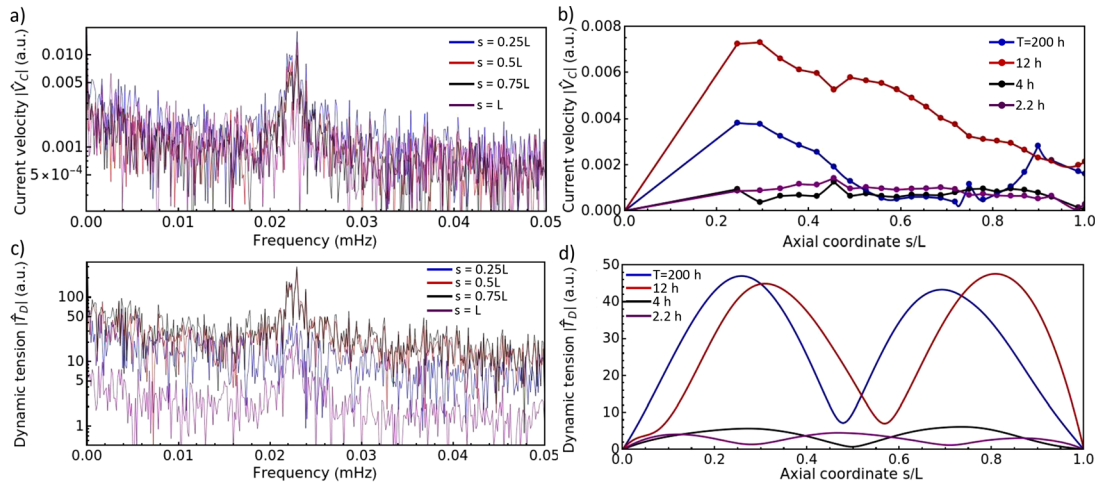 a)
Current velocity |V̂_C| (a.u.)
0.010
0.005
0.001
5×10⁻⁴
s = 0.25L
s = 0.5L
s = 0.75L
s = L
0.00 0.01 0.02 0.03 0.04 0.05
Frequency (mHz)
b)
Current velocity |V̂_C| (a.u.)
0.008
0.006
0.004
0.002
0.000
T=200 h
12 h
4 h
2.2 h
0.0 0.2 0.4 0.6 0.8 1.0
Axial coordinate s/L
c)
Dynamic tension |T̂_D| (a.u.)
100
50
10
5
1
s = 0.25L
s = 0.5L
s = 0.75L
s = L
0.00 0.01 0.02 0.03 0.04 0.05
Frequency (mHz)
d)
Dynamic tension |T̂_D| (a.u.)
50
40
30
20
10
0
T=200 h
12 h
4 h
2.2 h
0.0 0.2 0.4 0.6 0.8 1.0
Axial coordinate s/L